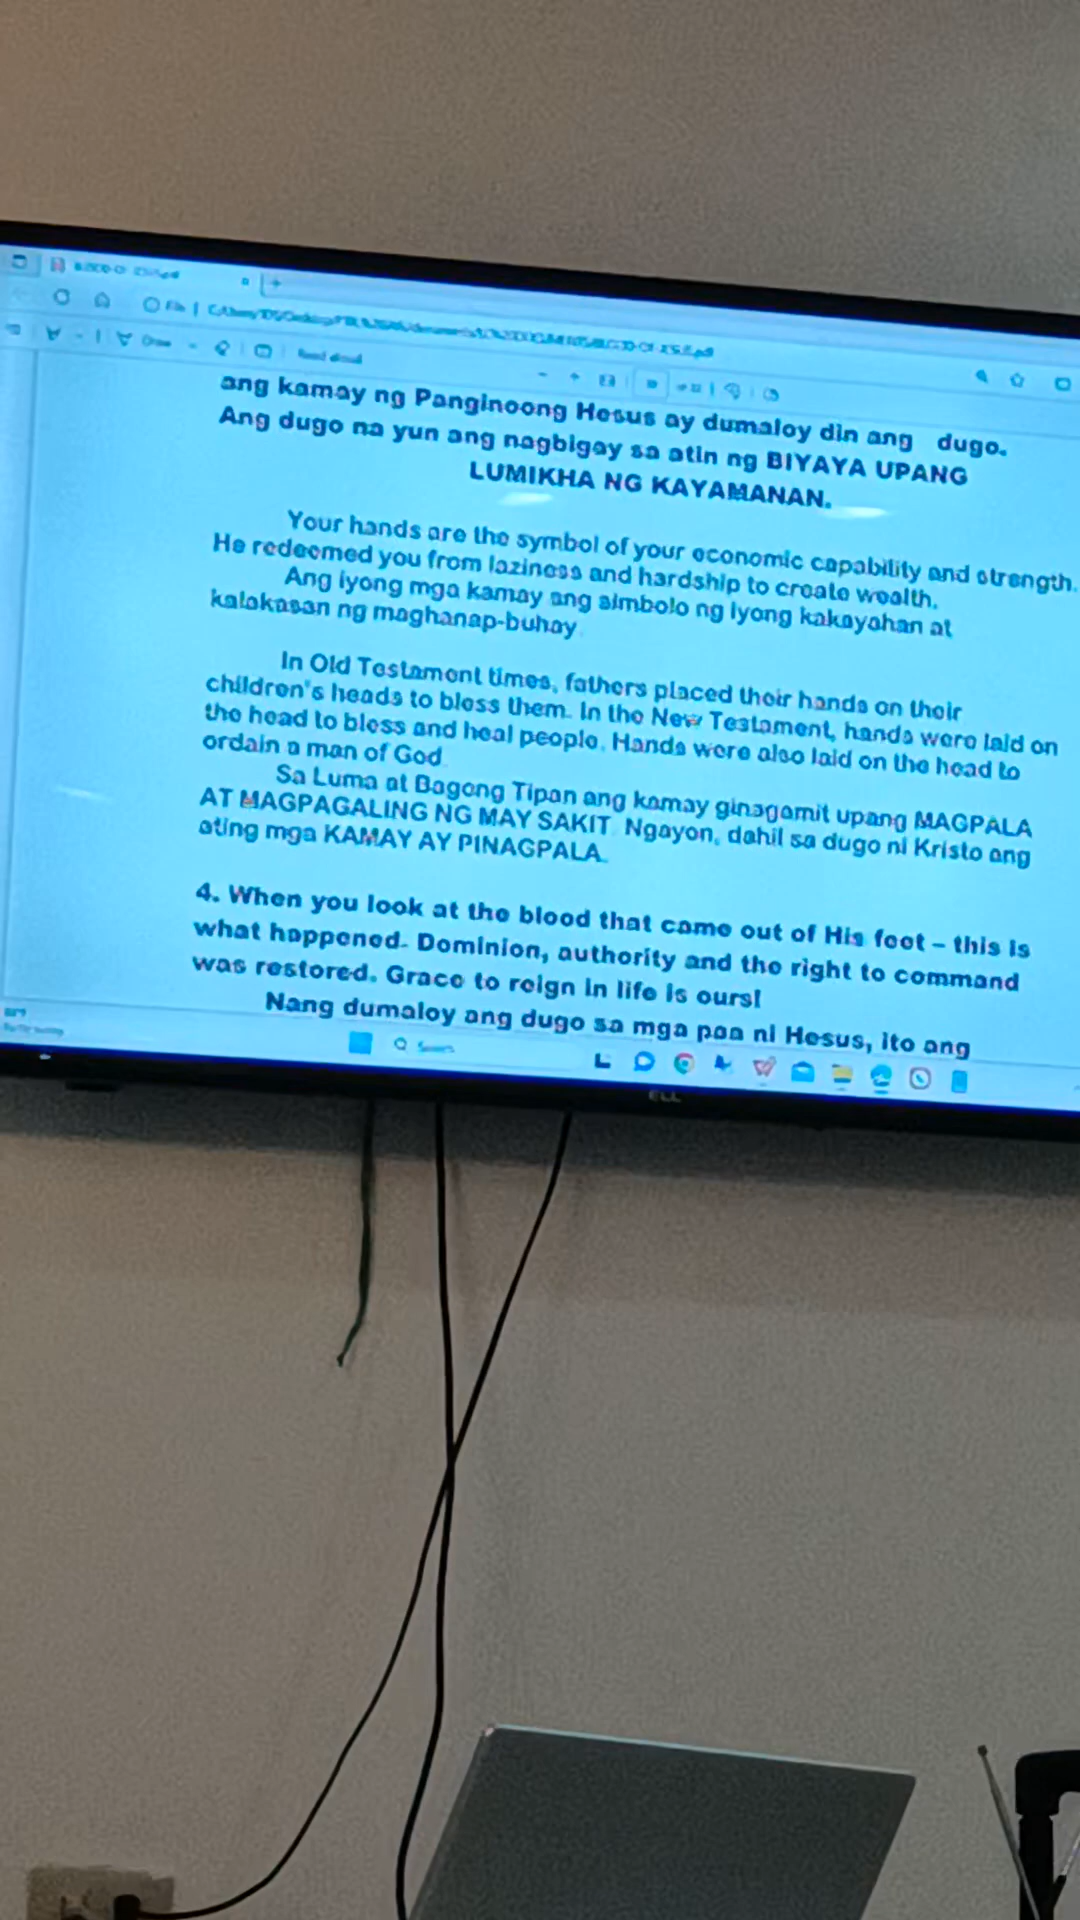 Read aloud
ang kamay ng Panginoong Hesus ay dumaloy din ang dugo.
Ang dugo na yun ang nagbigay sa atin ng BIYAYA UPANG
LUMIKHA NG KAYAMANAN.
Your hands are the symbol of your economic capability and strength.
He redeemed you from laziness and hardship to create wealth.
Ang iyong mga kamay ang simbolo ng iyong kakayahan at
kalakasan ng maghanap-buhay
In Old Testament times, fathers placed their hands on their
children's heads to bless them. In the New Testament, hands were laid on
the head to bless and heal people. Hands were also laid on the head to
ordain a man of God
Sa Luma at Bagong Tipan ang kamay ginagamit upang MAGPALA
AT MAGPAGALING NG MAY SAKIT. Ngayon, dahil sa dugo ni Kristo ang
ating mga KAMAY AY PINAGPALA.
4. When you look at the blood that came out of His feet – this is
what happened- Dominion, authority and the right to command
was restored. Grace to reign in life is ours!
Nang dumaloy ang dugo sa mga paa ni Hesus, ito ang
Search